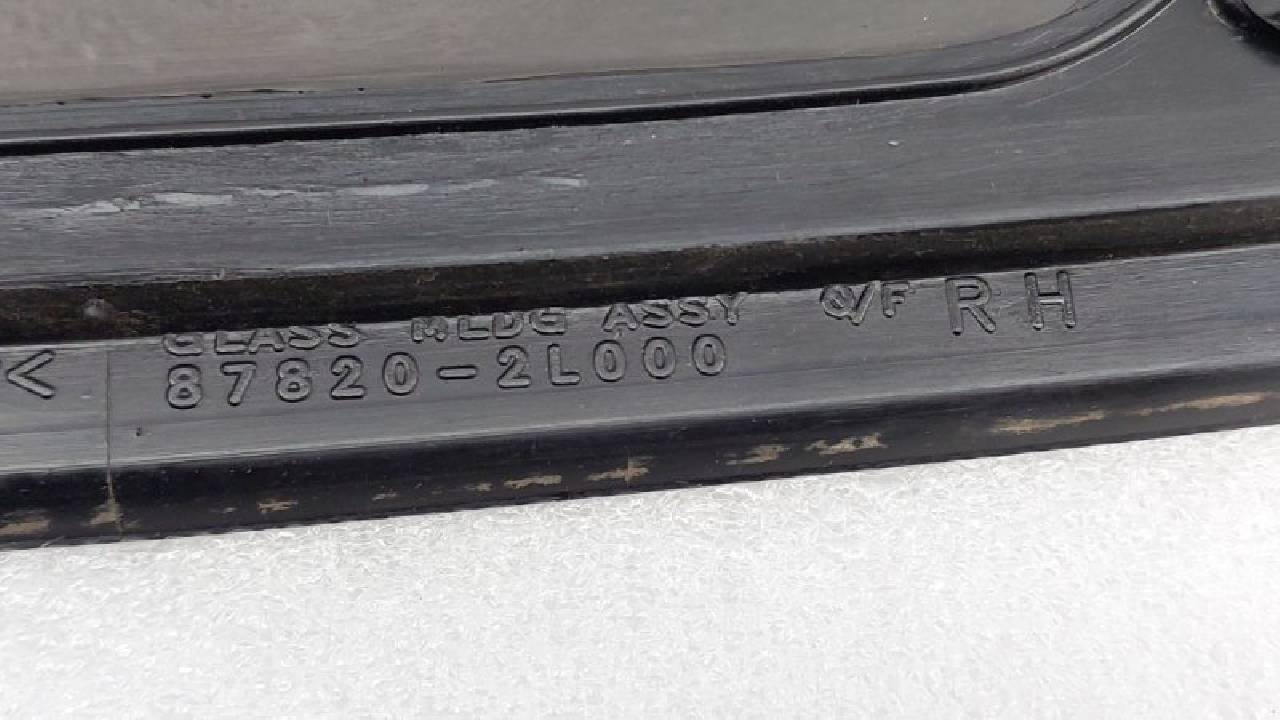 GLASS MLDG ASSY Q/F RH
< 87820-2L000